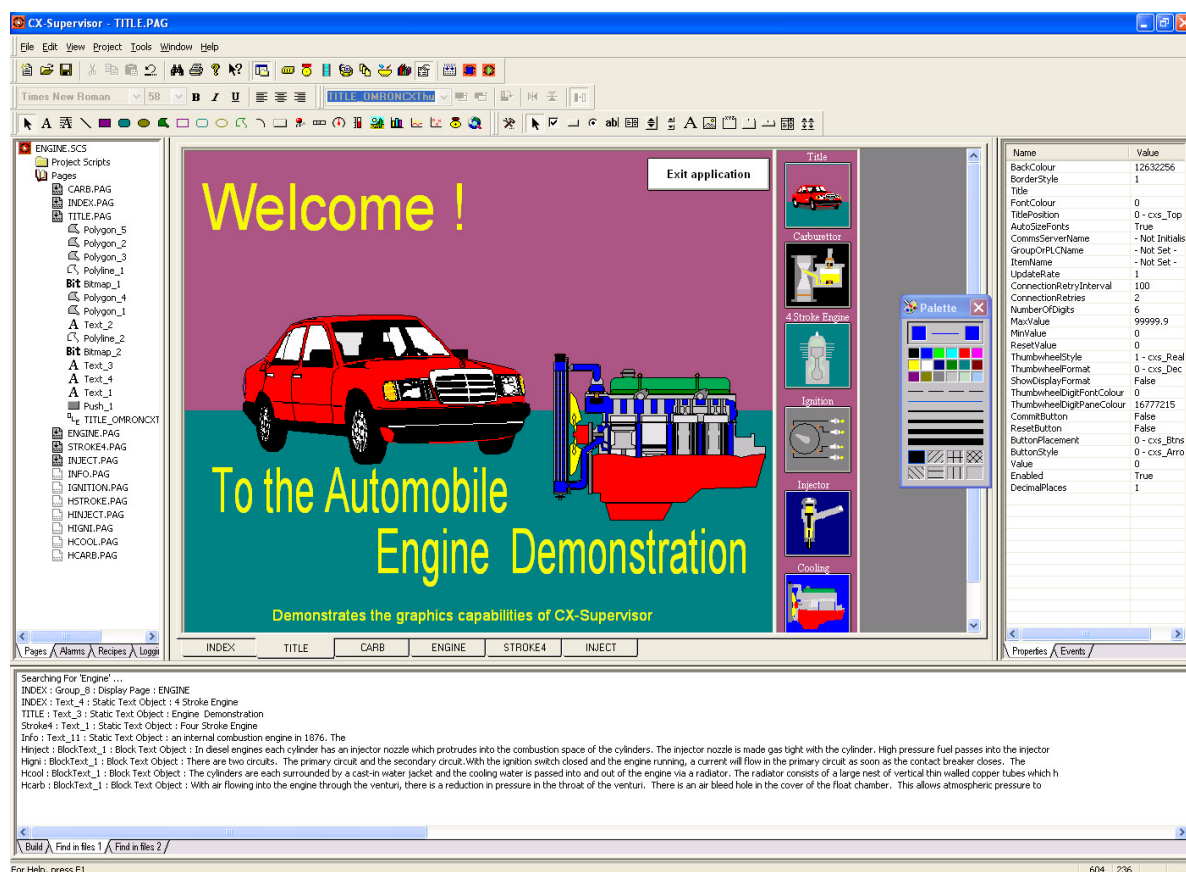 CX-Supervisor - TITLE.PAG
File Edit View Project Tools Window Help
Times New Roman 58 B I U TITLE_OMRONCXThu
ENGINE.SCS
Project Scripts
Pages
CARB.PAG
INDEX.PAG
TITLE.PAG
Polygon_5
Polygon_2
Polygon_3
Polyline_1
Bit Bitmap_1
Polygon_4
Polygon_1
A Text_2
Polyline_2
Bit Bitmap_2
A Text_3
A Text_4
A Text_1
Push_1
TITLE_OMRONCXT
ENGINE.PAG
STROKE4.PAG
INJECT.PAG
INFO.PAG
IGNITION.PAG
HSTROKE.PAG
HINJECT.PAG
HIGNI.PAG
HCOOL.PAG
HCARB.PAG
Pages Alarms Recipes Loggi
Welcome !
Exit application
To the Automobile
Engine Demonstration
Demonstrates the graphics capabilities of CX-Supervisor
Title
Carburettor
4 Stroke Engine
Ignition
Injector
Cooling
INDEX TITLE CARB ENGINE STROKE4 INJECT
Palette
Name Value
BackColour 12632256
BorderStyle 1
Title
FontColour 0
TitlePosition 0 - cxs_Top
AutoSizeFonts True
CommsServerName - Not Initialis
GroupOrPLCName - Not Set -
ItemName - Not Set -
UpdateRate 1
ConnectionRetryInterval 100
ConnectionRetries 2
NumberOfDigits 6
MaxValue 99999.9
MinValue 0
ResetValue 0
ThumbwheelStyle 1 - cxs_Real
ThumbwheelFormat 0 - cxs_Dec
ShowDisplayFormat False
ThumbwheelDigitFontColour 0
ThumbwheelDigitPaneColour 16777215
CommitButton False
ResetButton False
ButtonPlacement 0 - cxs_Btns
ButtonStyle 0 - cxs_Arro
Value 0
Enabled True
DecimalPlaces 1
Properties Events
Searching For 'Engine' ...
INDEX : Group_8 : Display Page : ENGINE
INDEX : Text_4 : Static Text Object : 4 Stroke Engine
TITLE : Text_3 : Static Text Object : Engine Demonstration
Stroke4 : Text_1 : Static Text Object : Four Stroke Engine
Info : Text_11 : Static Text Object : an internal combustion engine in 1876. The
Hinject : BlockText_1 : Block Text Object : In diesel engines each cylinder has an injector nozzle which protrudes into the combustion space of the cylinders. The injector nozzle is made gas tight with the cylinder. High pressure fuel passes into the injector
Higni : BlockText_1 : Block Text Object : There are two circuits. The primary circuit and the secondary circuit.With the ignition switch closed and the engine running, a current will flow in the primary circuit as soon as the contact breaker closes. The
Hcool : BlockText_1 : Block Text Object : The cylinders are each surrounded by a cast-in water jacket and the cooling water is passed into and out of the engine via a radiator. The radiator consists of a large nest of vertical thin walled copper tubes which h
Hcarb : BlockText_1 : Block Text Object : With air flowing into the engine through the venturi, there is a reduction in pressure in the throat of the venturi. There is an air bleed hole in the cover of the float chamber. This allows atmospheric pressure to
Build Find in files 1 Find in files 2
For Help, press F1
604 236